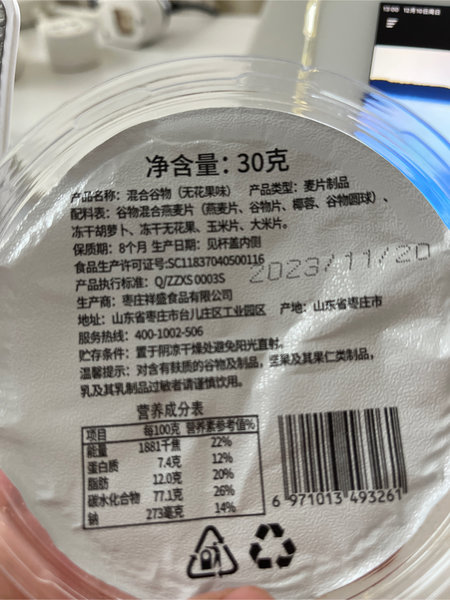 12月10日周日
净含量：30克
产品名称：混合谷物（无花果味） 产品类型：麦片制品
配料表：谷物混合燕麦片（燕麦片、谷物片、椰蓉、谷物圆球）、
冻干胡萝卜、冻干无花果、玉米片、大米片。
保质期：8个月 生产日期：见杯盖内侧
食品生产许可证号:SC11837040500116
2023/11/20
产品执行标准：Q/ZZXS 0003S
生产商：枣庄祥盛食品有限公司
地址：山东省枣庄市台儿庄区工业园区 产地：山东省枣庄市
服务热线：400-1002-506
贮存条件：置于阴凉干燥处避免阳光直射。
温馨提示：对含有麸质的谷物及制品，坚果及其果仁类制品，
乳及其乳制品过敏者请谨慎饮用。
营养成分表
项目 每100克 营养素参考值%
能量 1881千焦 22%
蛋白质 7.4克 12%
脂肪 12.0克 20%
碳水化合物 77.1克 26%
钠 273毫克 14%
6 971013 493261